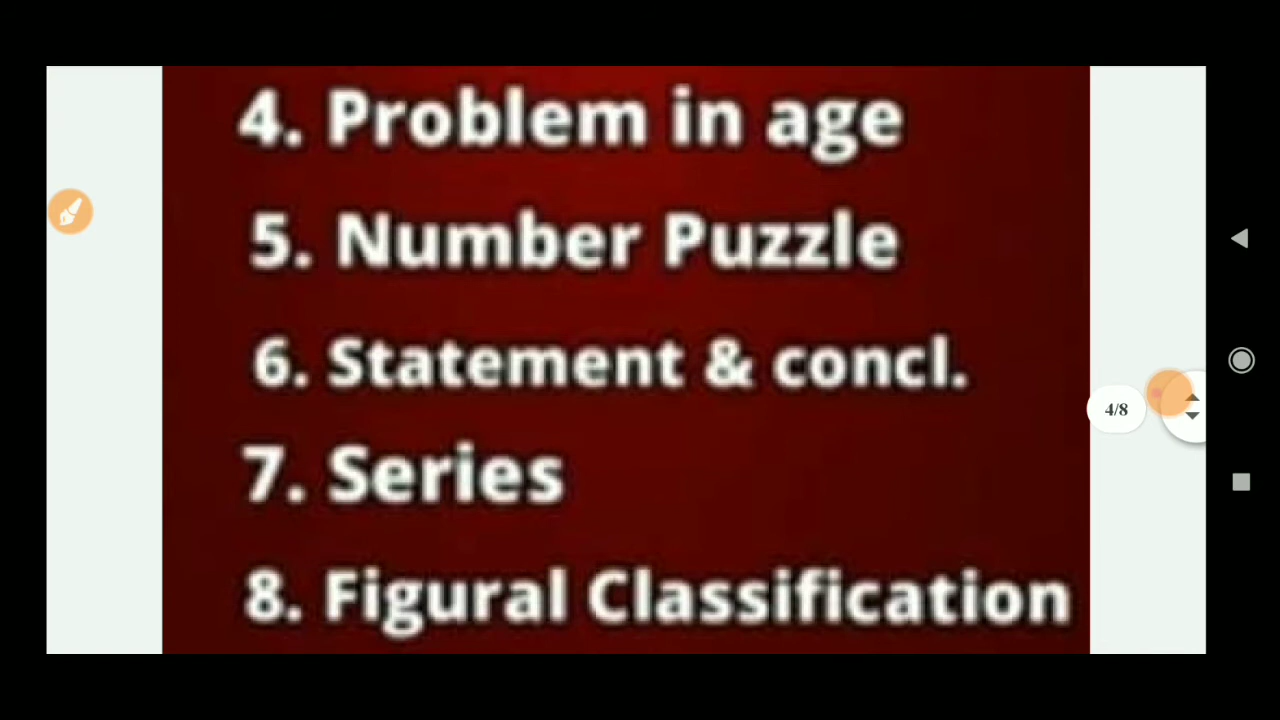 4. Problem in age
5. Number Puzzle
6. Statement & concl.
4/8
7. Series
8. Figural Classification